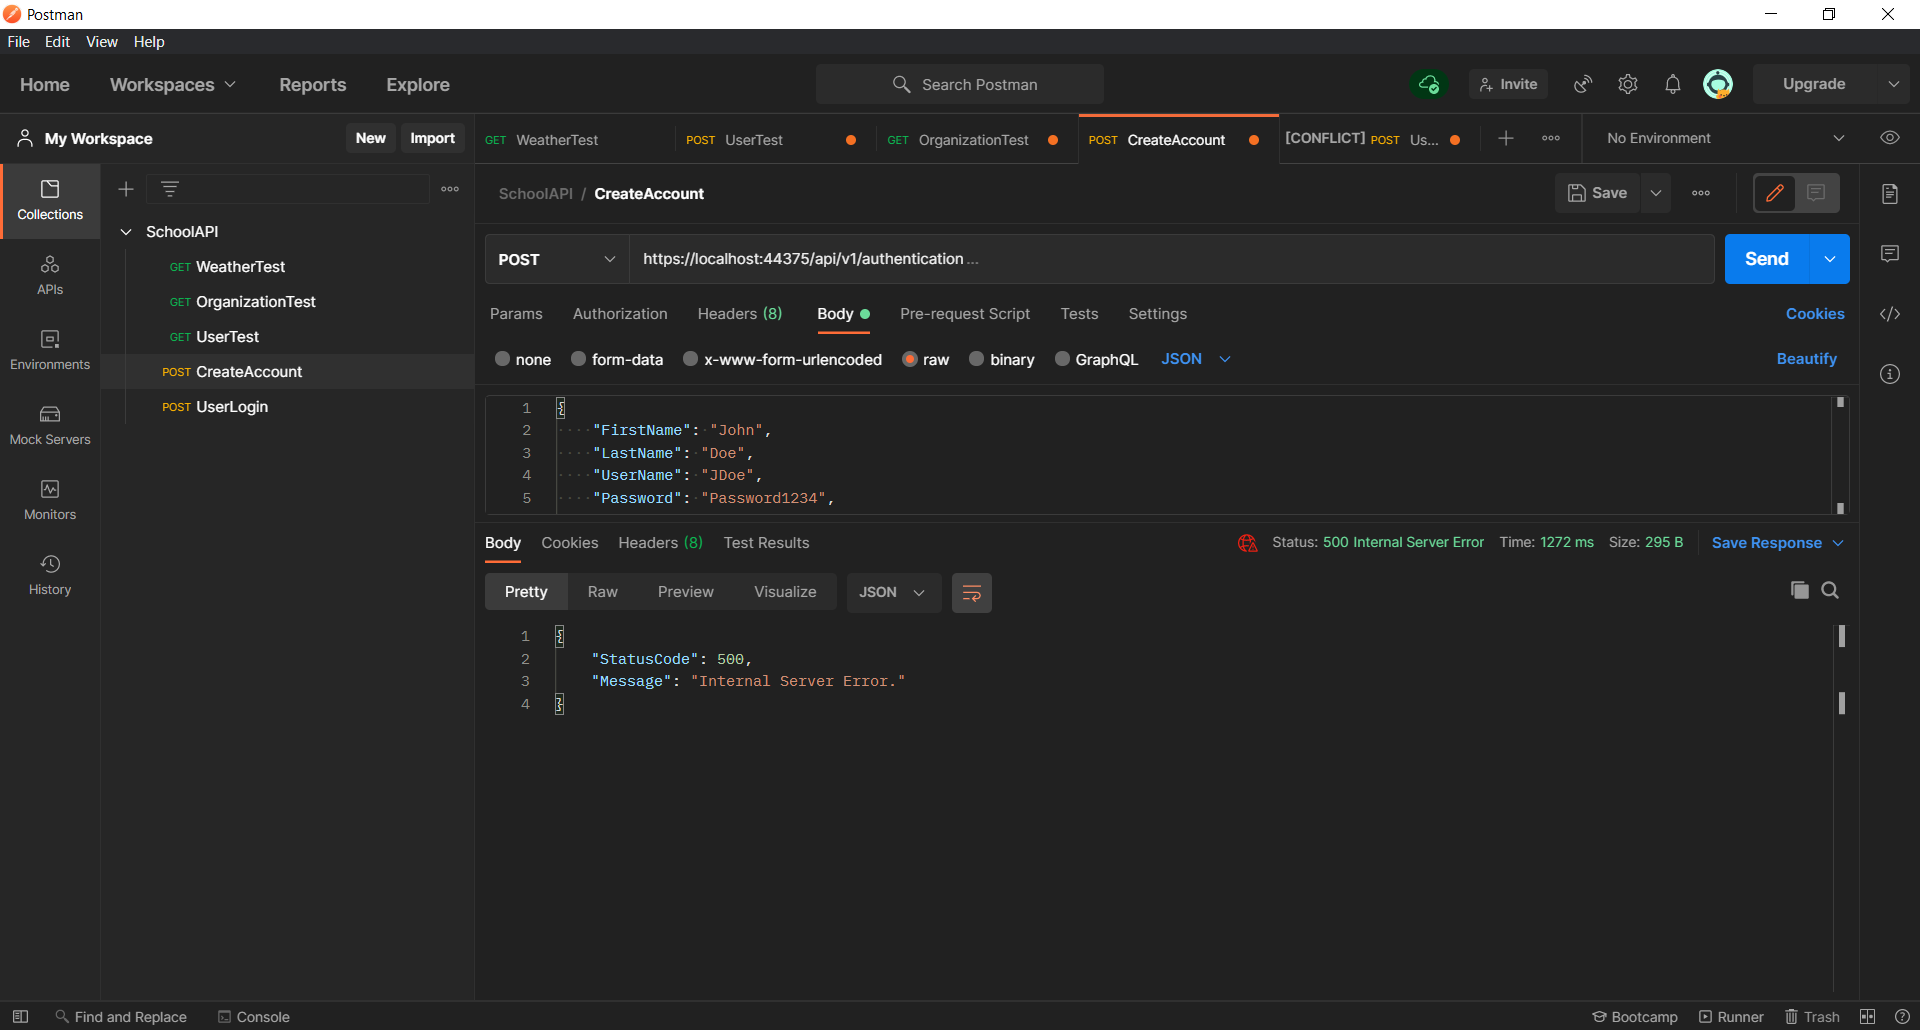 Postman
File Edit View Help
Home Workspaces Reports Explore Search Postman Invite Upgrade
My Workspace New Import
GET WeatherTest POST UserTest GET OrganizationTest POST CreateAccount [CONFLICT] POST Us... No Environment
Collections
APIs
Environments
Mock Servers
Monitors
History
SchoolAPI
GET WeatherTest
GET OrganizationTest
GET UserTest
POST CreateAccount
POST UserLogin
SchoolAPI / CreateAccount Save
POST https://localhost:44375/api/v1/authentication ... Send
Params Authorization Headers (8) Body Pre-request Script Tests Settings Cookies
none form-data x-www-form-urlencoded raw binary GraphQL JSON Beautify
1 {
2 "FirstName": "John",
3 "LastName": "Doe",
4 "UserName": "JDoe",
5 "Password": "Password1234",
Body Cookies Headers (8) Test Results Status: 500 Internal Server Error Time: 1272 ms Size: 295 B Save Response
Pretty Raw Preview Visualize JSON
1 {
2 "StatusCode": 500,
3 "Message": "Internal Server Error."
4 }
Find and Replace Console Bootcamp Runner Trash